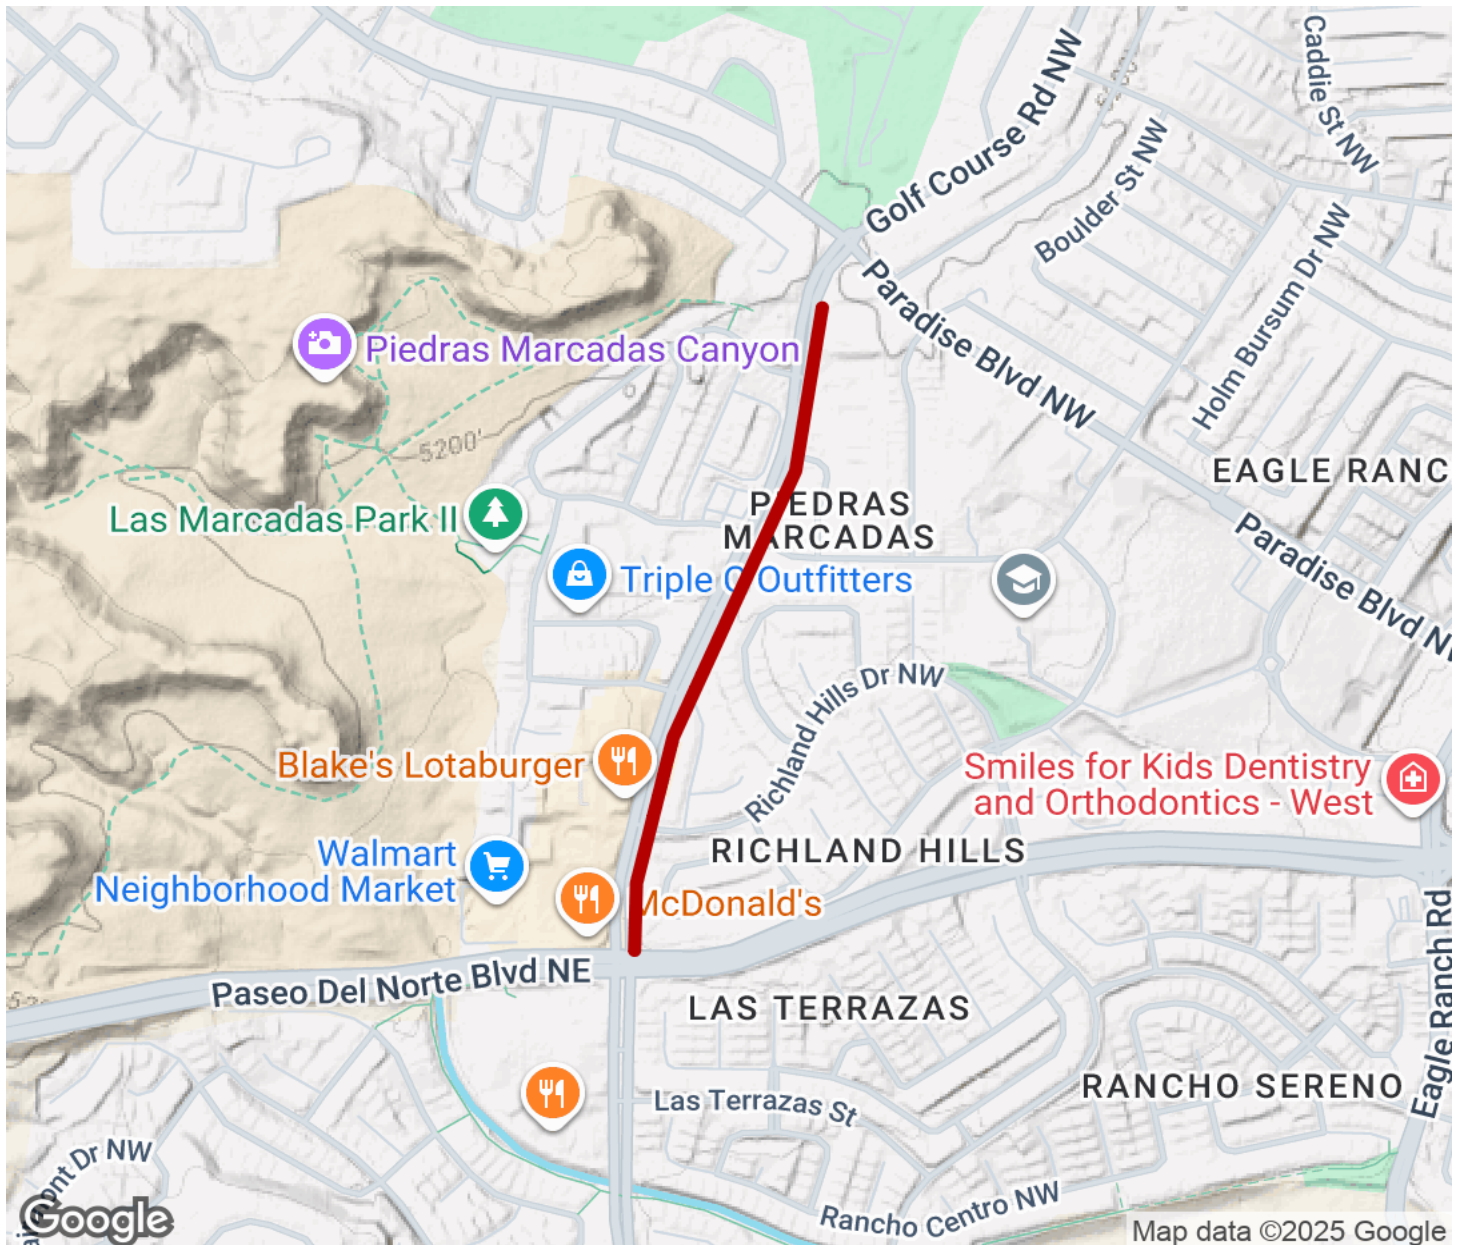 Caddie St NW
Golf Course Rd NW
Boulder St NW
Holm Bursum Dr NW
Paradise Blvd NW
Piedras Marcadas Canyon
5200'
EAGLE RANC
Las Marcadas Park II
PIEDRAS
MARCADAS
Triple C Outfitters
Paradise Blvd NW
Richland Hills Dr NW
Blake's Lotaburger
Smiles for Kids Dentistry
and Orthodontics - West
Walmart
Neighborhood Market
RICHLAND HILLS
McDonald's
Paseo Del Norte Blvd NE
LAS TERRAZAS
Eagle Ranch Rd
RANCHO SERENO
Las Terrazas St
Rancho Centro NW
Google
Map data ©2025 Google